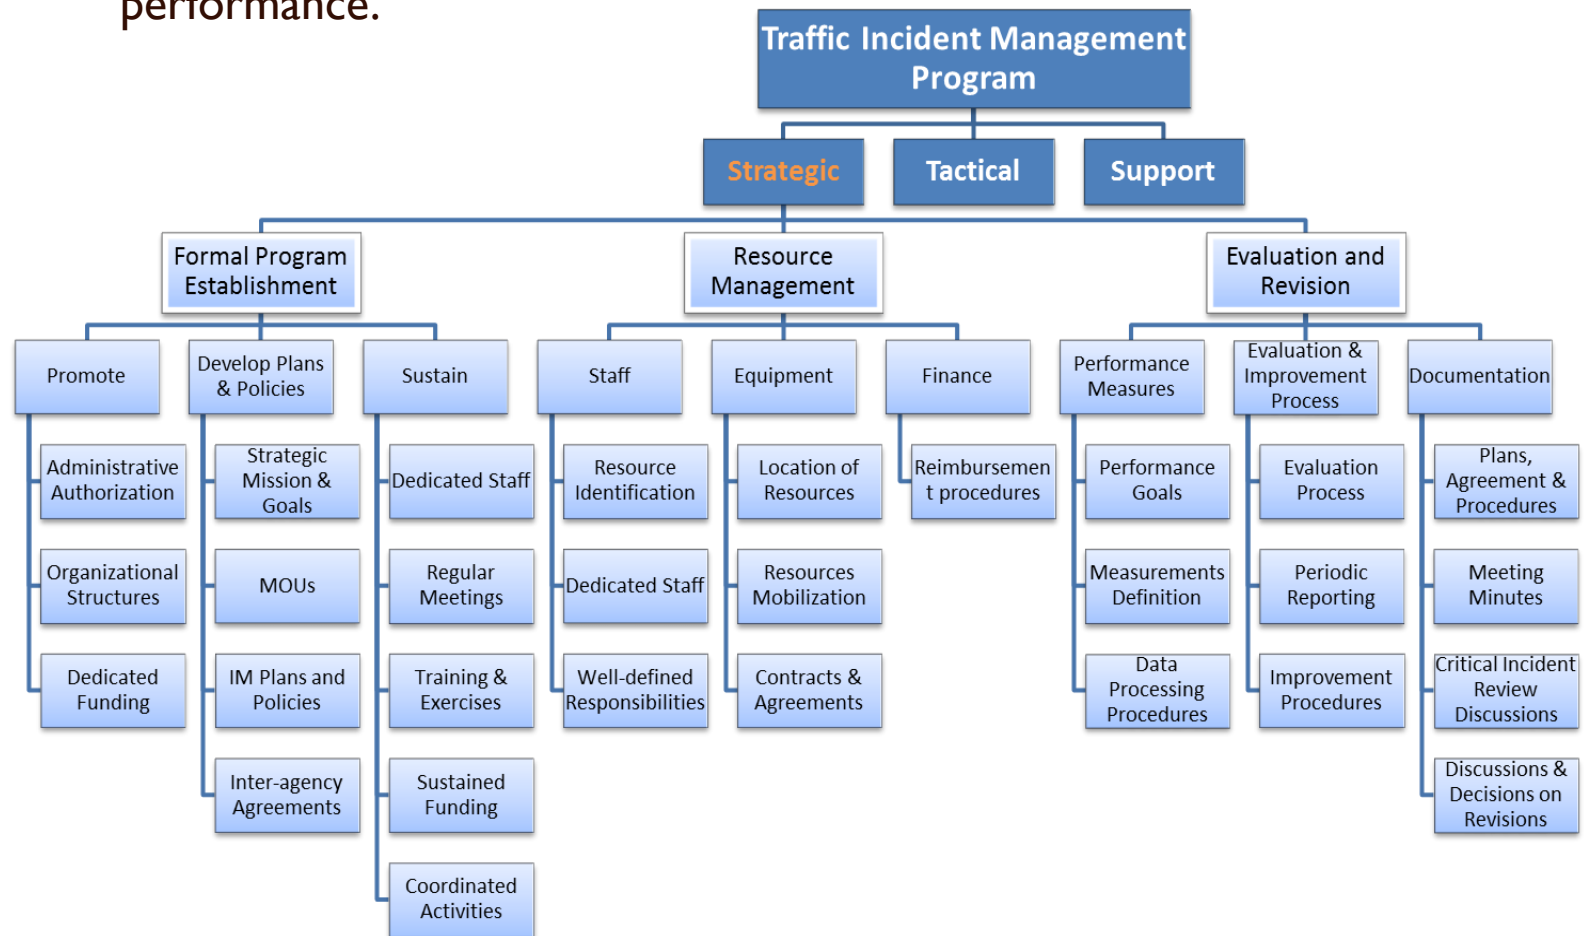 performance.
Traffic Incident Management
Program
Strategic
Tactical
Support
Formal Program
Establishment
Resource
Management
Evaluation and
Revision
Promote
Develop Plans
& Policies
Sustain
Staff
Equipment
Finance
Performance
Measures
Evaluation &
Improvement
Process
Documentation
Administrative
Authorization
Organizational
Structures
Dedicated
Funding
Strategic
Mission &
Goals
MOUs
IM Plans and
Policies
Inter-agency
Agreements
Dedicated Staff
Regular
Meetings
Training &
Exercises
Sustained
Funding
Coordinated
Activities
Resource
Identification
Dedicated Staff
Well-defined
Responsibilities
Location of
Resources
Resources
Mobilization
Contracts &
Agreements
Reimbursemen
t procedures
Performance
Goals
Measurements
Definition
Data
Processing
Procedures
Evaluation
Process
Periodic
Reporting
Improvement
Procedures
Plans,
Agreement &
Procedures
Meeting
Minutes
Critical Incident
Review
Discussions
Discussions &
Decisions on
Revisions